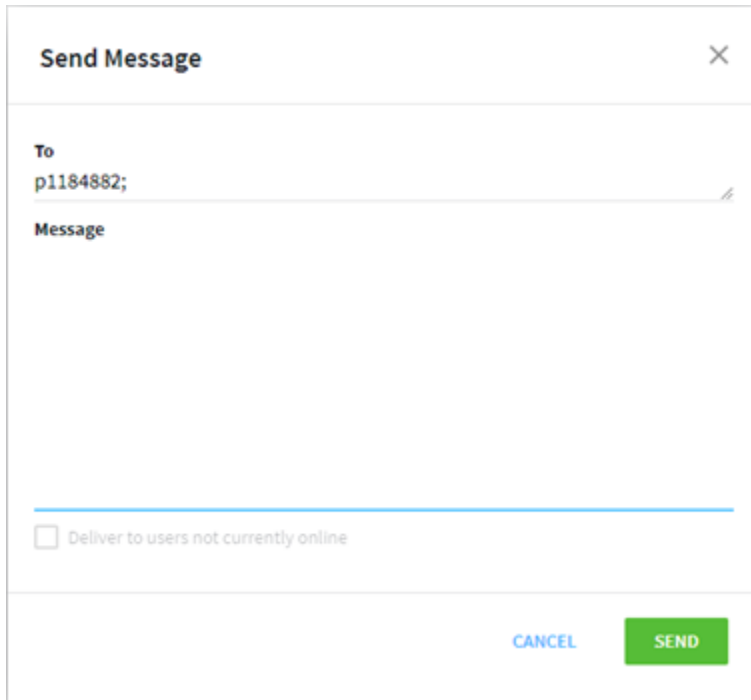 Send Message
To
p1184882;
Message
Deliver to users not currently online
CANCEL SEND